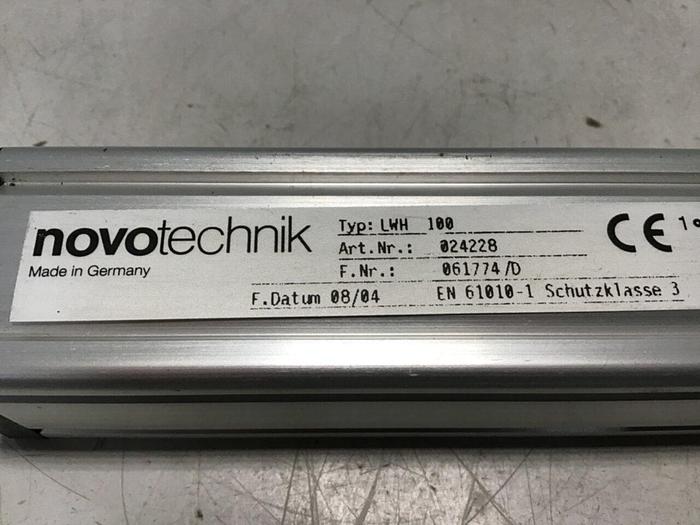 novotechnik
Made in Germany
Typ: LWH 100
Art.Nr.: 024228
F.Nr.: 061774/D
F.Datum 08/04 EN 61010-1 Schutzklasse 3
CE 1